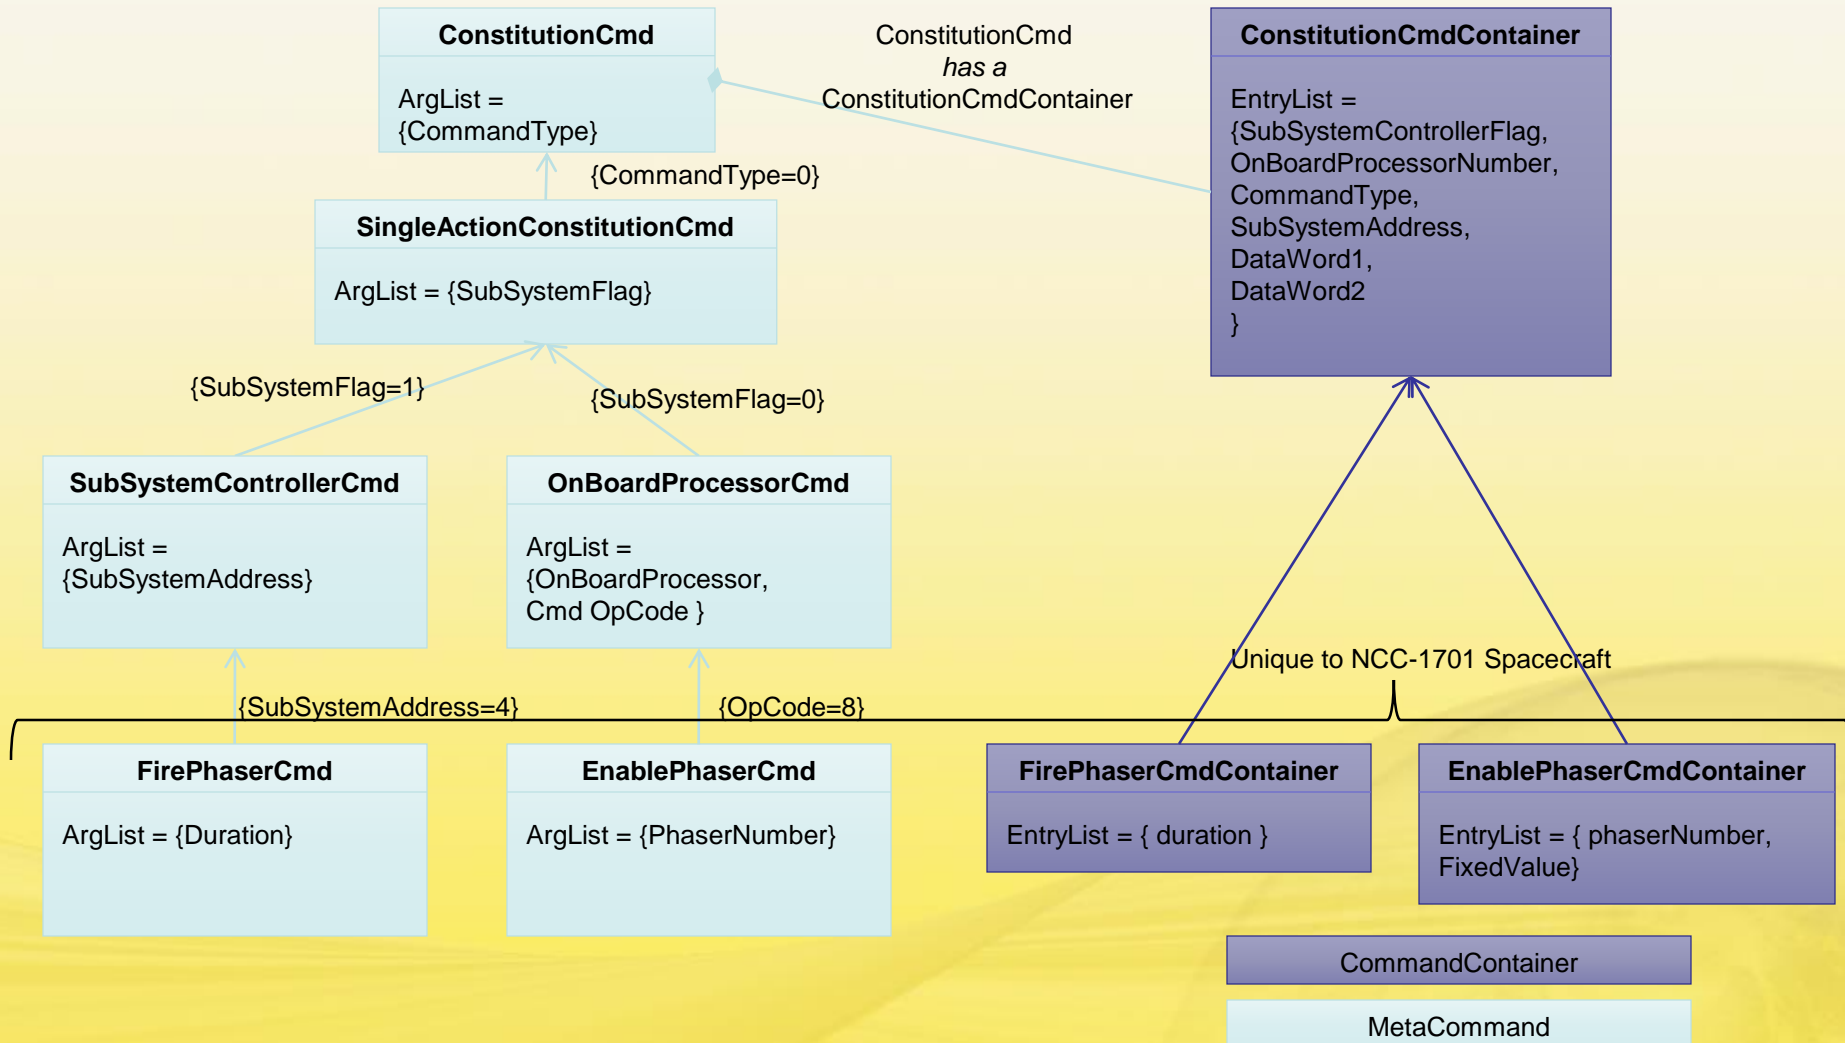 ConstitutionCmd
ArgList =
{CommandType}
ConstitutionCmd
has a
ConstitutionCmdContainer
ConstitutionCmdContainer
EntryList =
{SubSystemControllerFlag,
OnBoardProcessorNumber,
CommandType,
SubSystemAddress,
DataWord1,
DataWord2
}
{CommandType=0}
SingleActionConstitutionCmd
ArgList = {SubSystemFlag}
{SubSystemFlag=1}
{SubSystemFlag=0}
SubSystemControllerCmd
ArgList =
{SubSystemAddress}
OnBoardProcessorCmd
ArgList =
{OnBoardProcessor,
Cmd OpCode }
Unique to NCC-1701 Spacecraft
{SubSystemAddress=4}
{OpCode=8}
FirePhaserCmd
ArgList = {Duration}
EnablePhaserCmd
ArgList = {PhaserNumber}
FirePhaserCmdContainer
EntryList = { duration }
EnablePhaserCmdContainer
EntryList = { phaserNumber,
FixedValue}
CommandContainer
MetaCommand